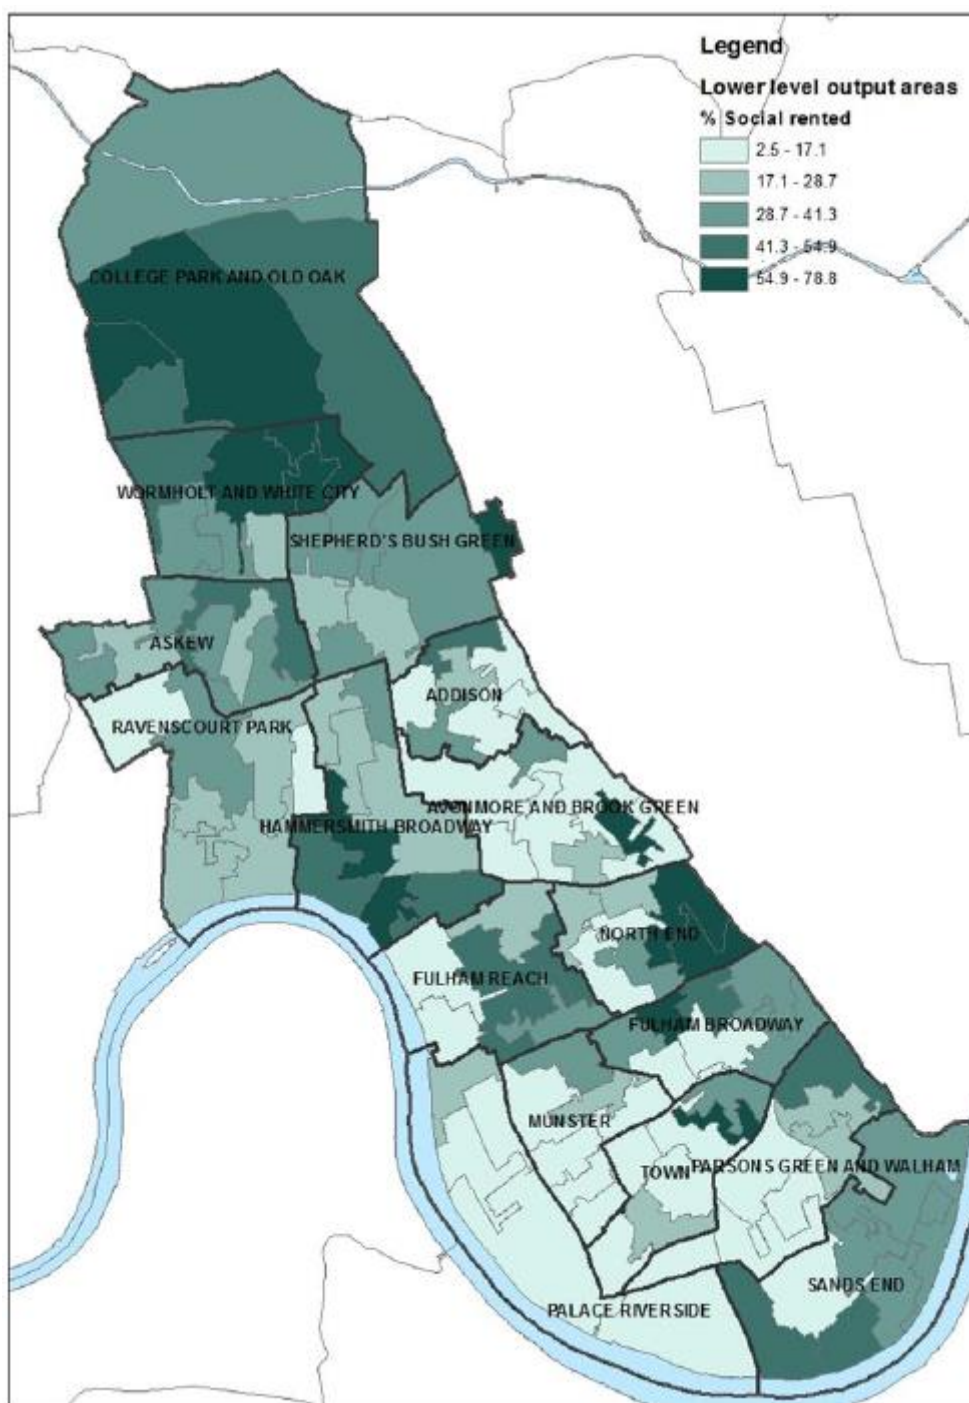 Legend
Lower level output areas
% Social rented
2.5 - 17.1
17.1 - 28.7
28.7 - 41.3
41.3 - 54.9
54.9 - 78.8
COLLEGE PARK AND OLD OAK
WORMHOLT AND WHITE CITY
SHEPHERD'S BUSH GREEN
ASKEW
ADDISON
RAVENSCOURT PARK
AVONMORE AND BROOK GREEN
HAMMERSMITH BROADWAY
NORTH END
FULHAM REACH
FULHAM BROADWAY
MUNSTER
TOWN
PARSONS GREEN AND WALHAM
SANDS END
PALACE RIVERSIDE